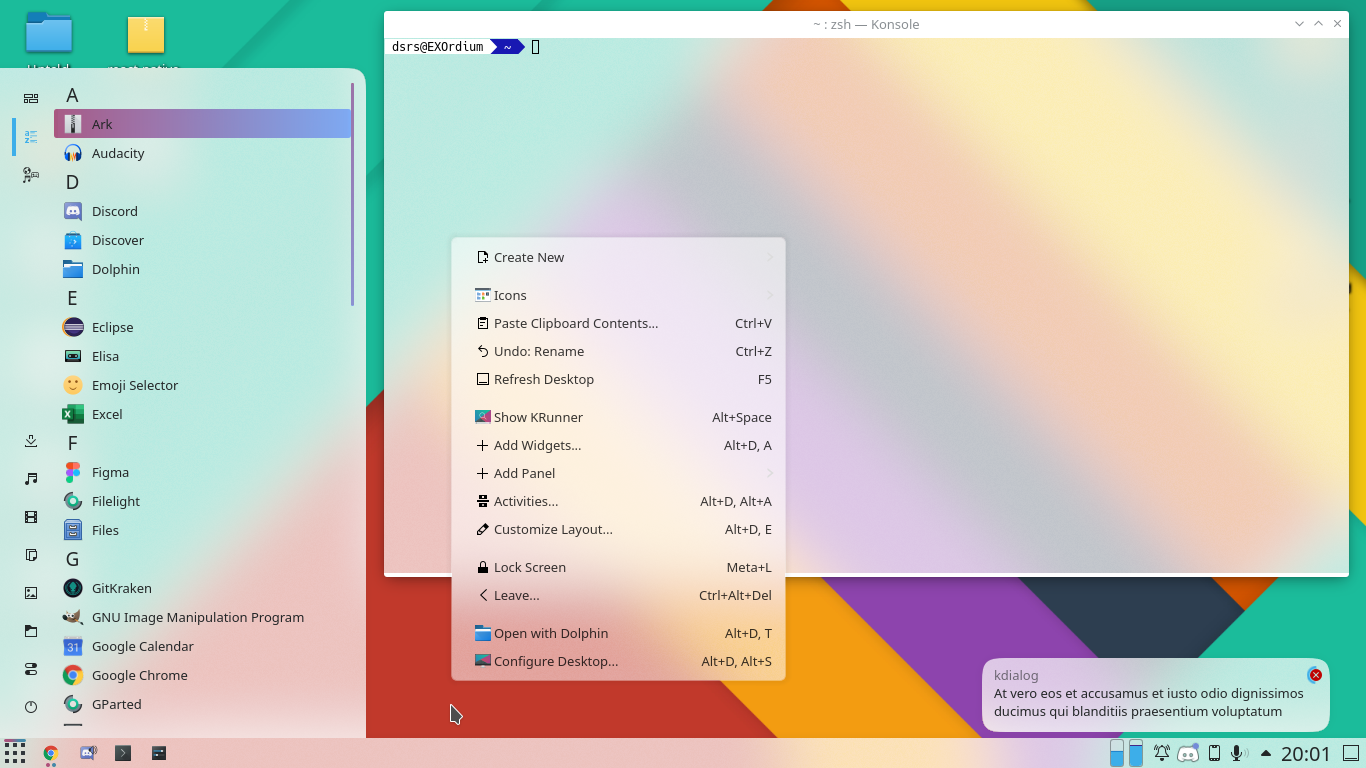 ~ : zsh — Konsole
dsrs@EXOrdium ~
A
Ark
Audacity
D
Discord
Discover
Dolphin
E
Eclipse
Elisa
Emoji Selector
Excel
F
Figma
Filelight
Files
G
GitKraken
GNU Image Manipulation Program
Google Calendar
31
Google Chrome
GParted
Create New
Icons
Paste Clipboard Contents... Ctrl+V
Undo: Rename Ctrl+Z
Refresh Desktop F5
Show KRunner Alt+Space
Add Widgets... Alt+D, A
Add Panel
Activities... Alt+D, Alt+A
Customize Layout... Alt+D, E
Lock Screen Meta+L
Leave... Ctrl+Alt+Del
Open with Dolphin Alt+D, T
Configure Desktop... Alt+D, Alt+S
kdialog
At vero eos et accusamus et iusto odio dignissimos
ducimus qui blanditiis praesentium voluptatum
20:01